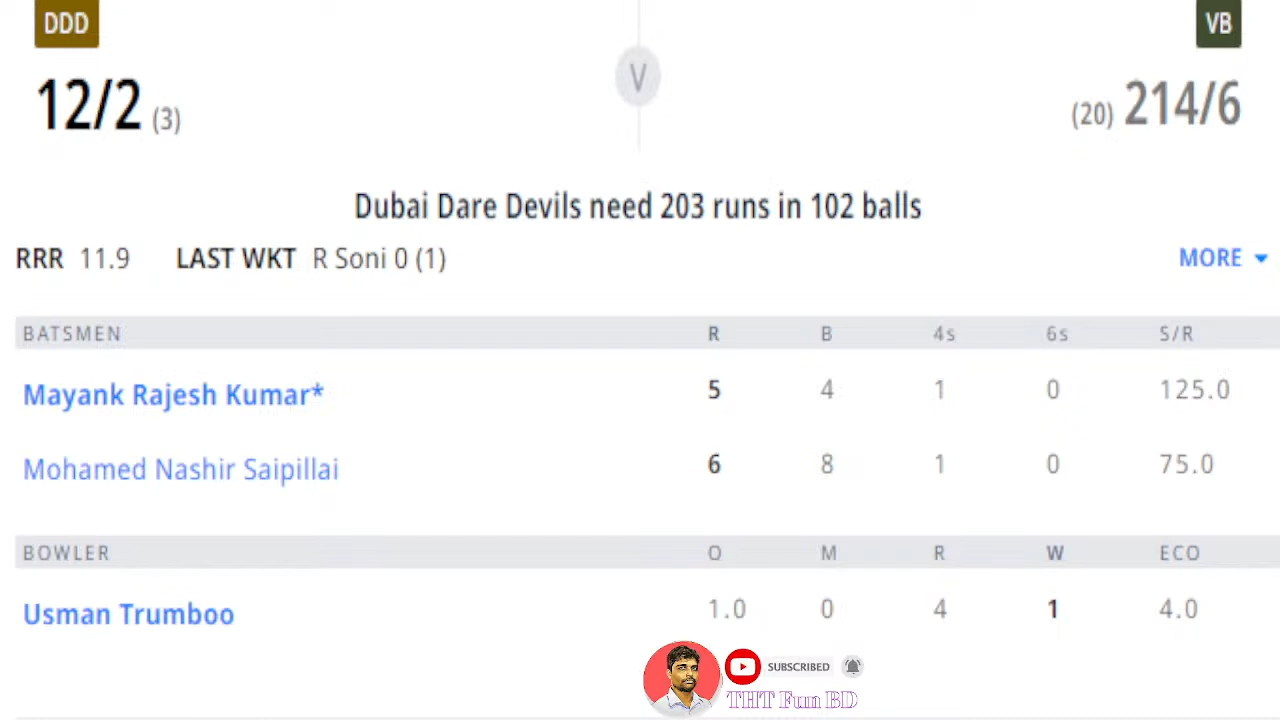 DDD
VB
12/2 (3)
V
(20) 214/6
Dubai Dare Devils need 203 runs in 102 balls
RRR 11.9 LAST WKT R Soni 0 (1) MORE
BATSMEN R B 4s 6s S/R
Mayank Rajesh Kumar* 5 4 1 0 125.0
Mohamed Nashir Saipillai 6 8 1 0 75.0
BOWLER O M R W ECO
Usman Trumboo 1.0 0 4 1 4.0
SUBSCRIBED
THT Fun BD